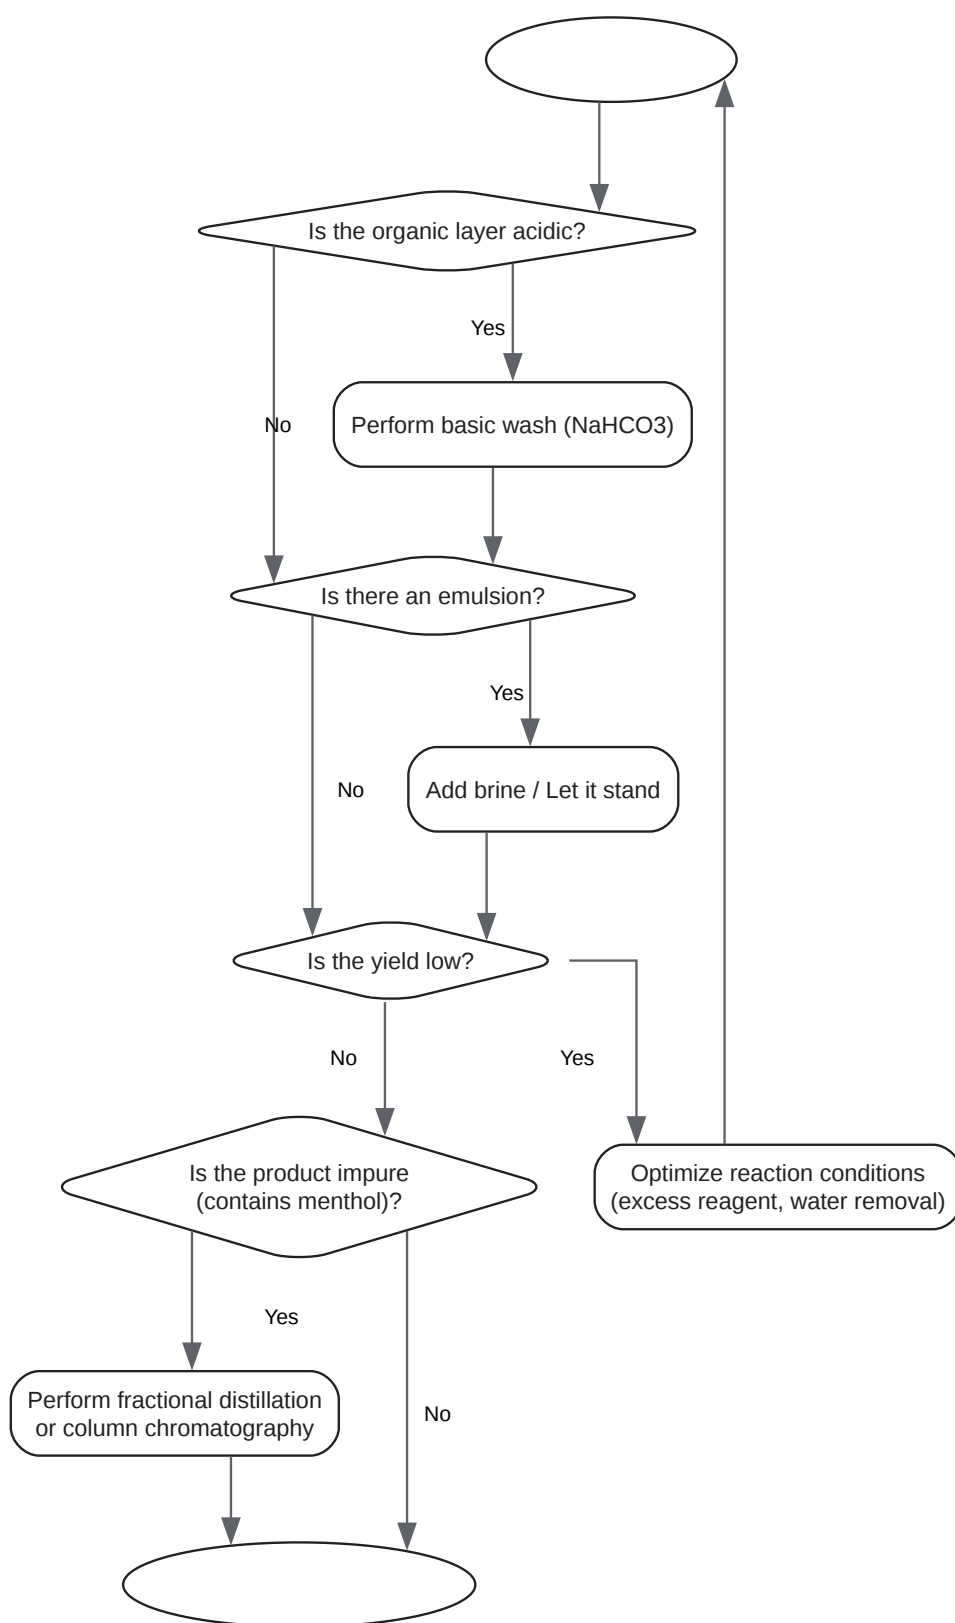 Is the organic layer acidic?
Yes
No
Perform basic wash (NaHCO3)
Is there an emulsion?
Yes
No
Add brine / Let it stand
Is the yield low?
No
Yes
Is the product impure
(contains menthol)?
Optimize reaction conditions
(excess reagent, water removal)
Yes
No
Perform fractional distillation
or column chromatography